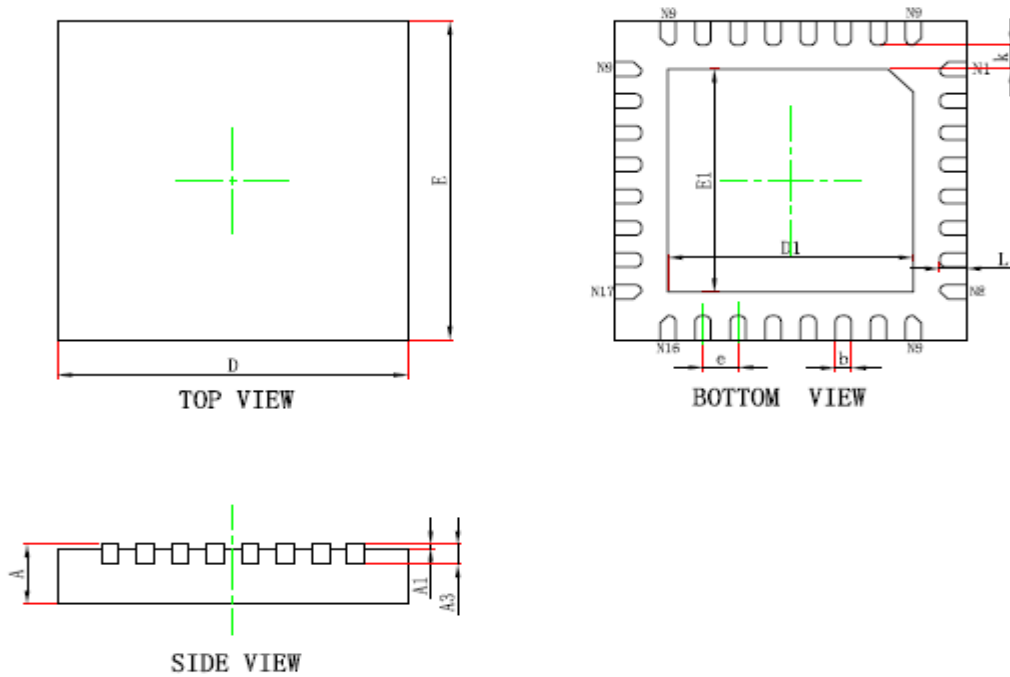 N9
N9
E
N9
N1
k
E1
D1
L
N17
N8
N16
N9
e
b
D
TOP VIEW
BOTTOM VIEW
A
A1
A3
SIDE VIEW